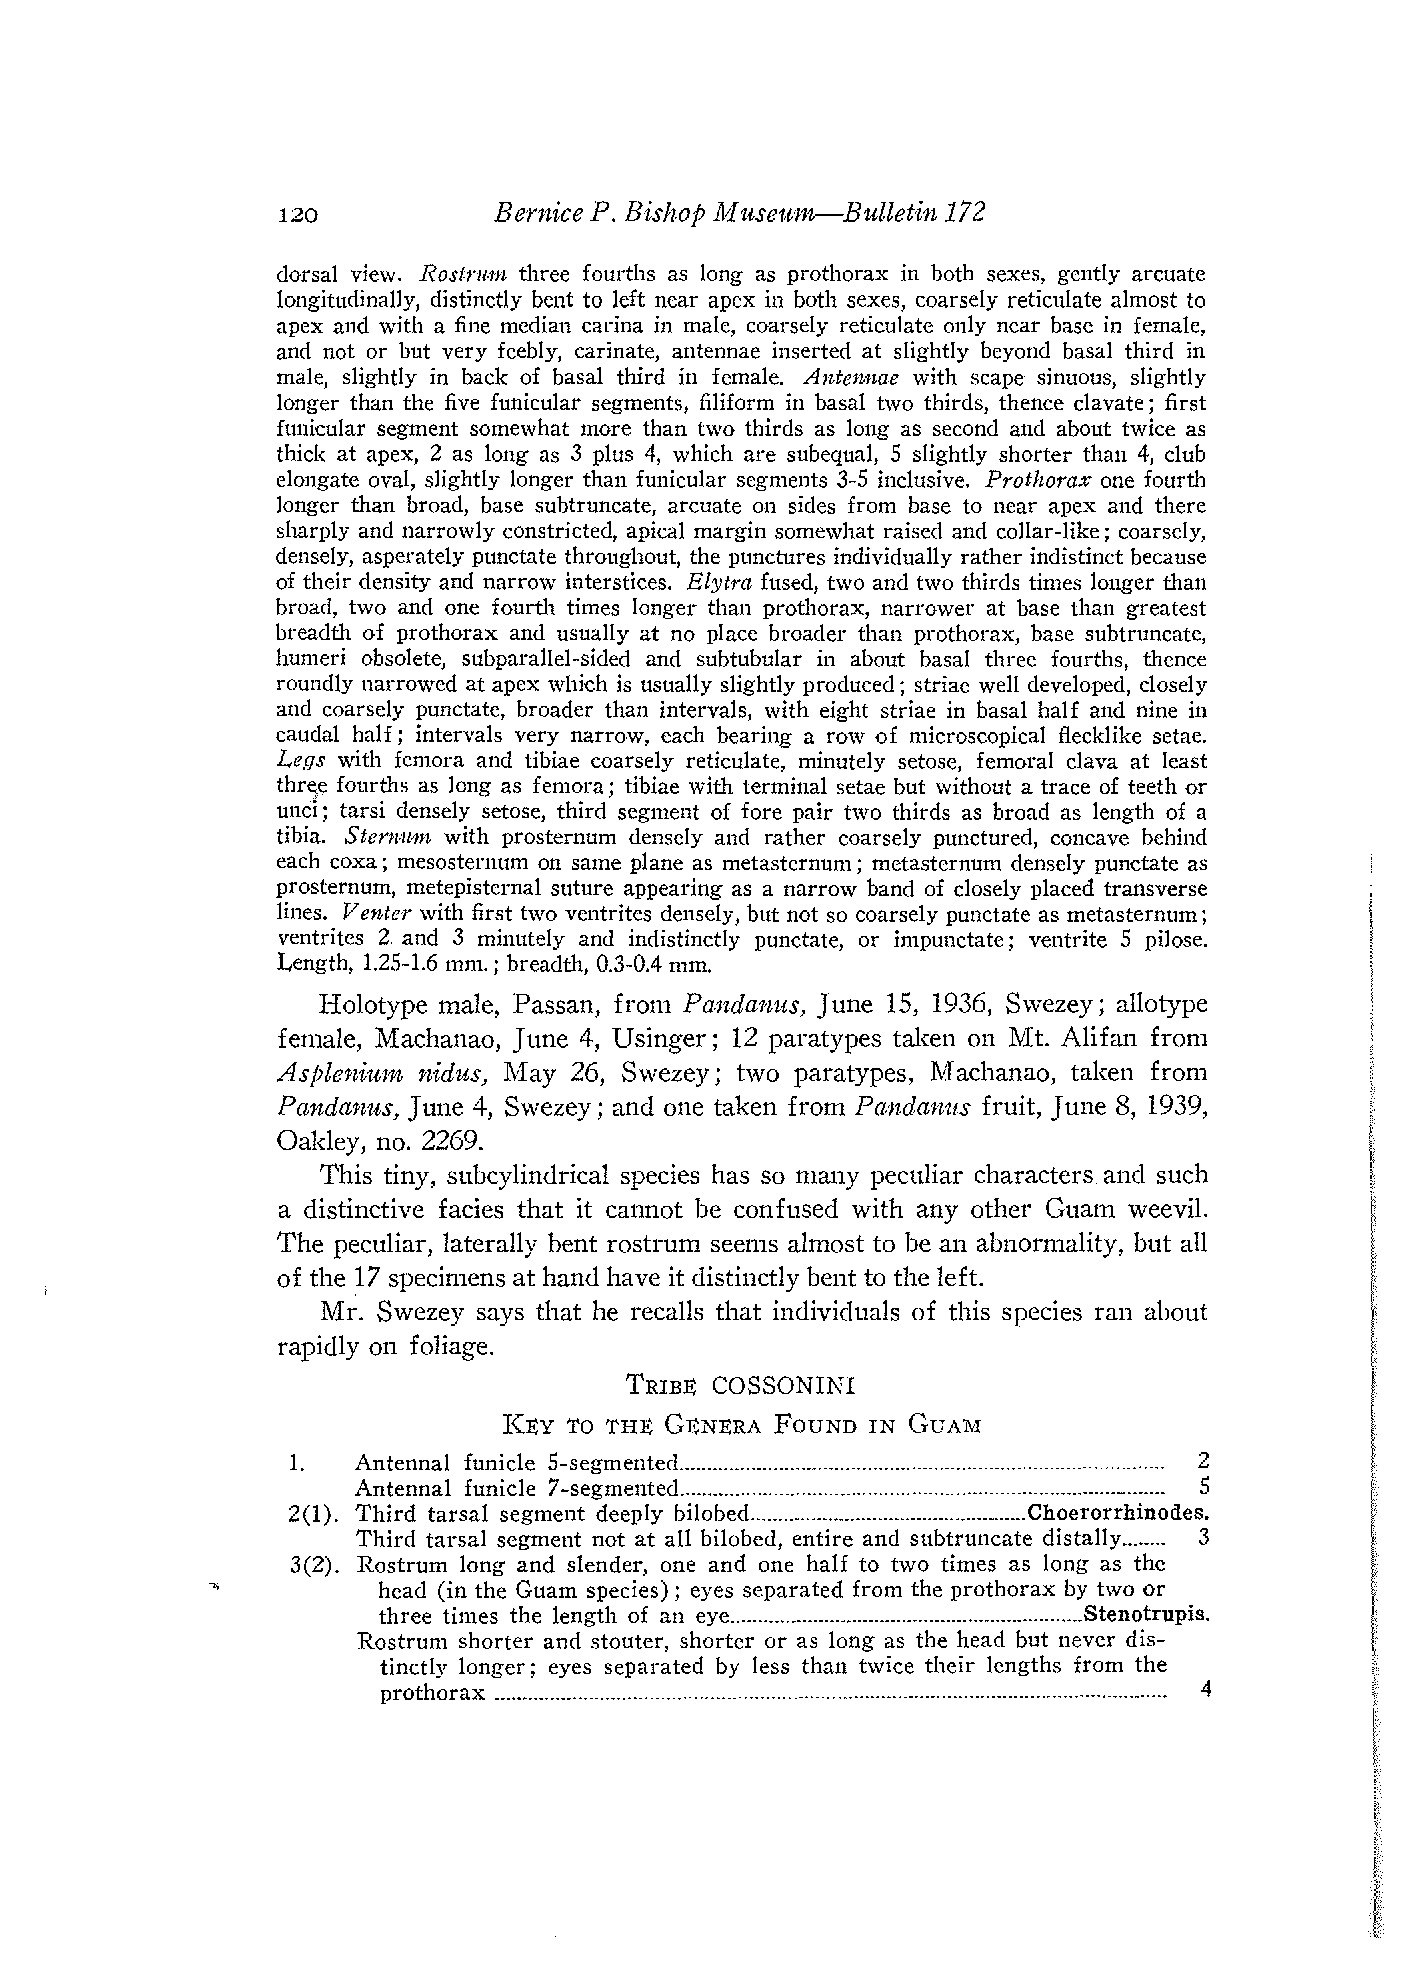 120 Bernice P. Bishop Museum—Bulletin 172
dorsal view. Rostrum three fourths as long as prothorax in both sexes, gently arcuate
longitudinally, distinctly bent to left near apex in both sexes, coarsely reticulate almost to
apex and with a fine median carina in male, coarsely reticulate only near base in female,
and not or but very feebly, carinate, antennae inserted at slightly beyond basal third in
male, slightly in back of basal third in female. Antennae with scape sinuous, slightly
longer than the five funicular segments, filiform in basal two thirds, thence clavate; first
funicular segment somewhat more than two thirds as long as second and about twice as
thick at apex, 2 as long as 3 plus 4, which are subequal, 5 slightly shorter than 4, club
elongate oval, slightly longer than funicular segments 3-5 inclusive. Prothorax one fourth
longer than broad, base subtruncate, arcuate on sides from base to near apex and there
sharply and narrowly constricted, apical margin somewhat raised and collar-like; coarsely,
densely, asperately punctate throughout, the punctures individually rather indistinct because
of their density and narrow interstices. Elytra fused, two and two thirds times longer than
broad, two and one fourth times longer than prothorax, narrower at base than greatest
breadth of prothorax and usually at no place broader than prothorax, base subtruncate,
humeri obsolete, subparallel-sided and subtubular in about basal three fourths, thence
roundly narrowed at apex which is usually slightly produced; striae well developed, closely
and coarsely punctate, broader than intervals, with eight striae in basal half and nine in
caudal half; intervals very narrow, each bearing a row of microscopical flecklike setae.
Legs with femora and tibiae coarsely reticulate, minutely setose, femoral clava at least
three fourths as long as femora; tibiae with terminal setae but without a trace of teeth or
unci; tarsi densely setose, third segment of fore pair two thirds as broad as length of a
tibia. Sternum with prosternum densely and rather coarsely punctured, concave behind
each coxa; mesosternum on same plane as metasternum; metasternum densely punctate as
prosternum, metepisternal suture appearing as a narrow band of closely placed transverse
lines. Venter with first two ventrites densely, but not so coarsely punctate as metasternum;
ventrites 2 and 3 minutely and indistinctly punctate, or impunctate; ventrite 5 pilose.
Length, 1.25-1.6 mm.; breadth, 0.3-0.4 mm.
Holotype male, Passan, from Pandanus, June 15, 1936, Swezey; allotype
female, Machanao, June 4, Usinger; 12 paratypes taken on Mt. Alifan from
Asplenium nidus, May 26, Swezey; two paratypes, Machanao, taken from
Pandanus, June 4, Swezey; and one taken from Pandanus fruit, June 8, 1939,
Oakley, no. 2269.
This tiny, subcylindrical species has so many peculiar characters and such
a distinctive facies that it cannot be confused with any other Guam weevil.
The peculiar, laterally bent rostrum seems almost to be an abnormality, but all
of the 17 specimens at hand have it distinctly bent to the left.
Mr. Swezey says that he recalls that individuals of this species ran about
rapidly on foliage.
TRIBE COSSONINI
KEY TO THE GENERA FOUND IN GUAM
1. Antennal funicle 5-segmented.......... 2
Antennal funicle 7-segmented.......... 5
2(1). Third tarsal segment deeply bilobed..........Choerorrhinodes.
Third tarsal segment not at all bilobed, entire and subtruncate distally........ 3
3(2). Rostrum long and slender, one and one half to two times as long as the
head (in the Guam species); eyes separated from the prothorax by two or
three times the length of an eye..........Stenotrupis.
Rostrum shorter and stouter, shorter or as long as the head but never dis-
tinctly longer; eyes separated by less than twice their lengths from the
prothorax .......... 4